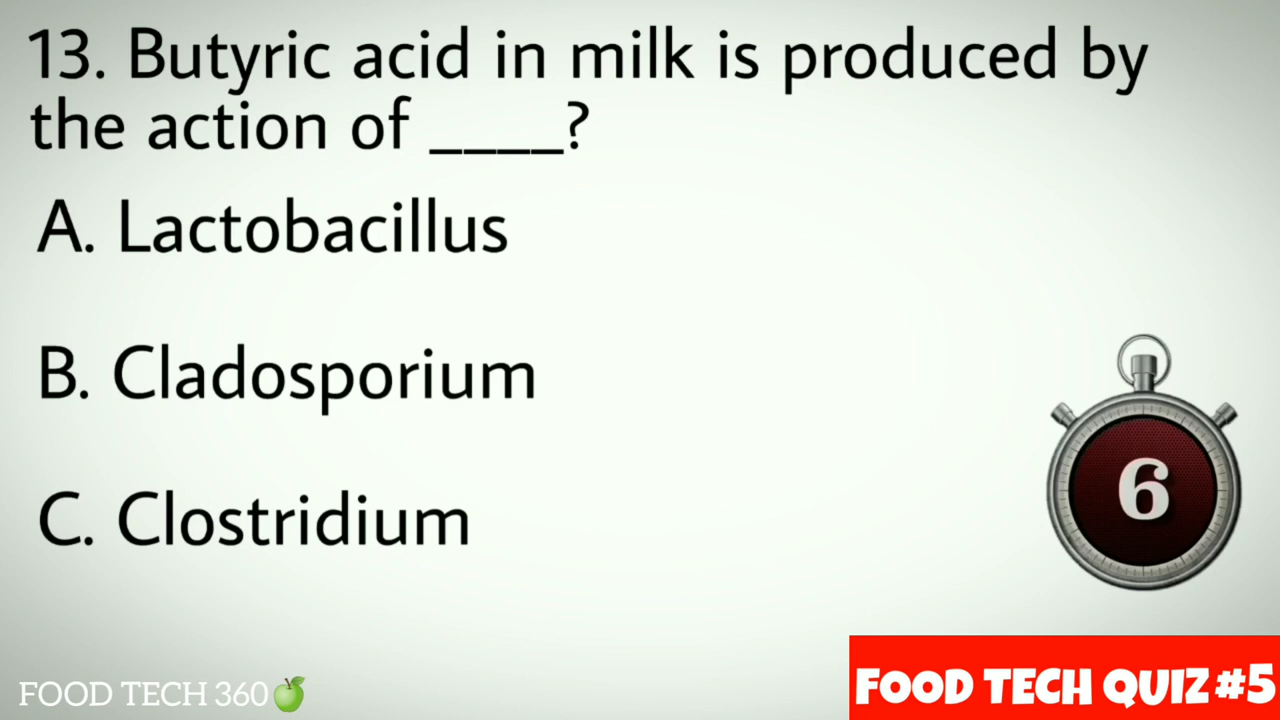 13. Butyric acid in milk is produced by
the action of ____?
A. Lactobacillus
B. Cladosporium
C. Clostridium
6
FOOD TECH 360
FOOD TECH QUIZ #5